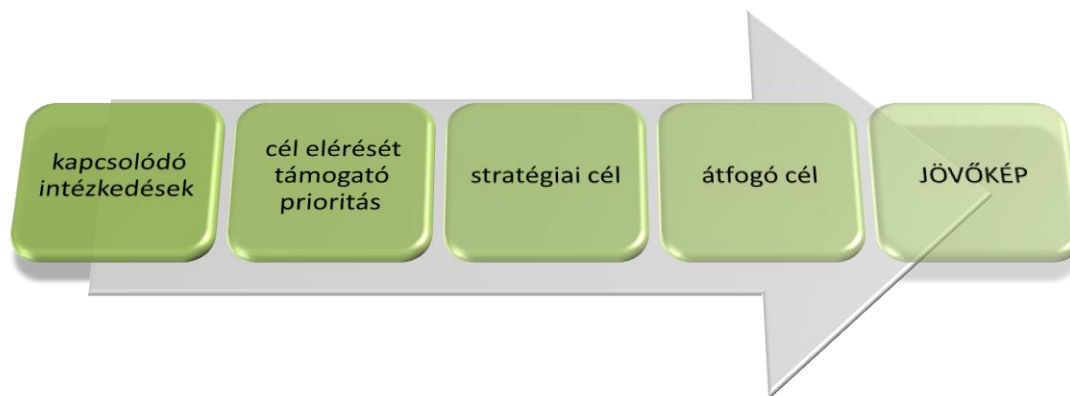 kapcsolódó
intézkedések
cél elérését
támogató
prioritás
stratégiai cél
átfogó cél
JÖVŐKÉP